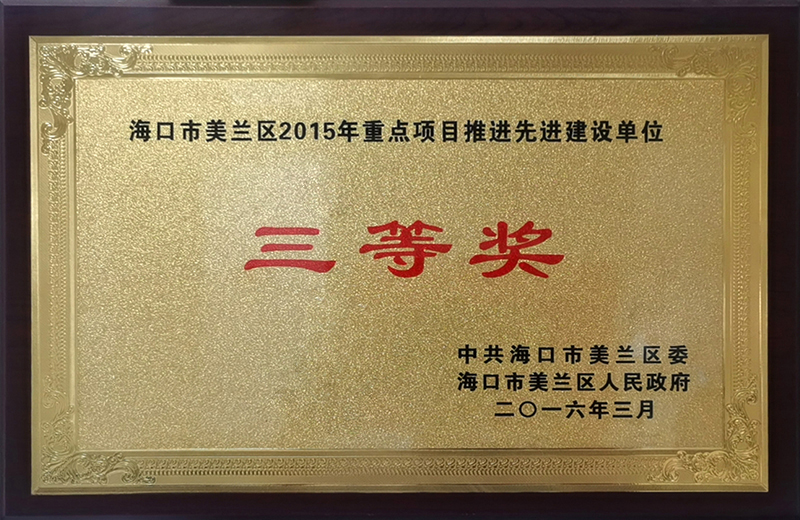 海口市美兰区2015年重点项目推进先进建设单位
三等奖
中共海口市美兰区委
海口市美兰区人民政府
二〇一六年三月